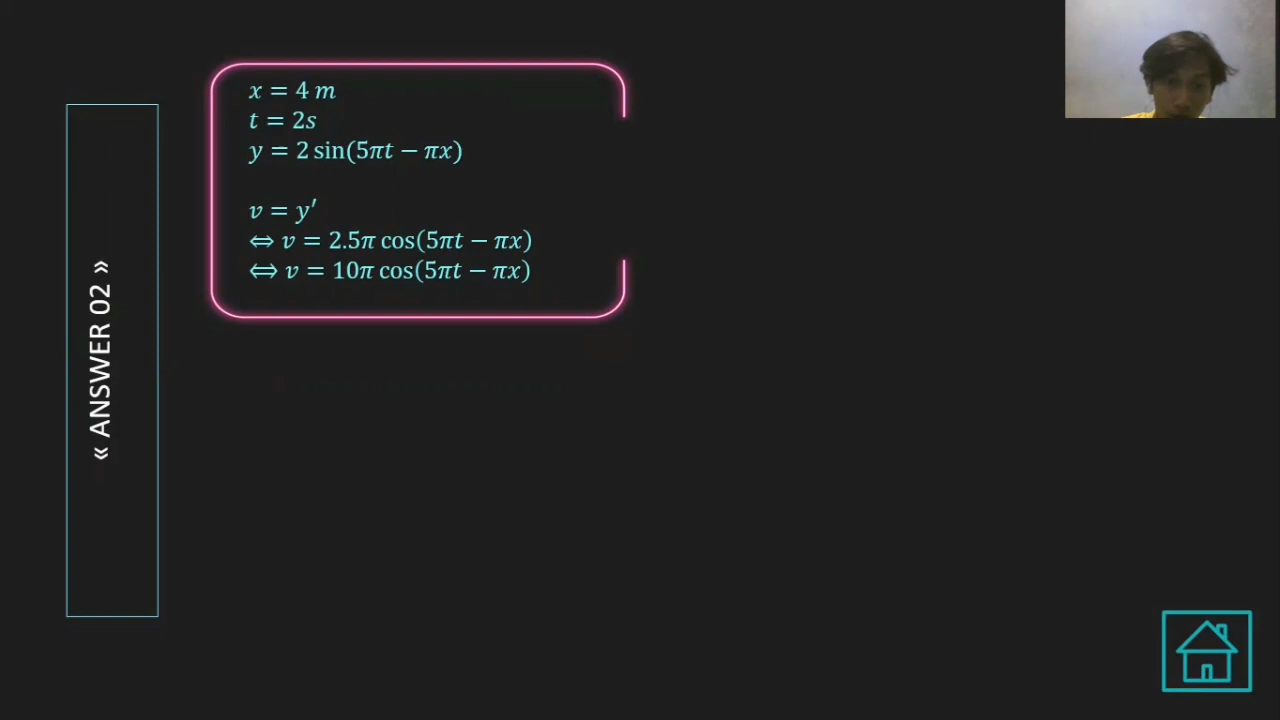 x = 4 m
t = 2s
y = 2 sin(5πt − πx)
v = y′
⇔ v = 2.5π cos(5πt − πx)
⇔ v = 10π cos(5πt − πx)
« ANSWER 02 »